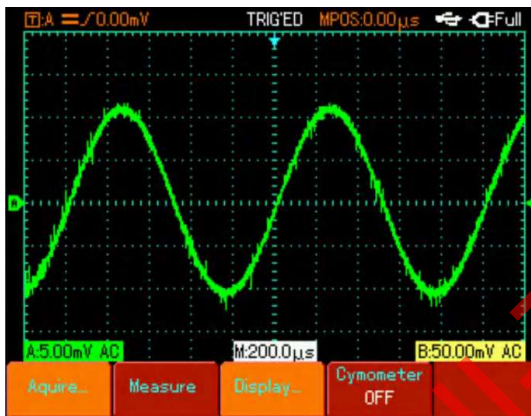 T:A 0.00mV TRIG'ED MPOS:0.00µs Full
A
A:5.00mV AC M:200.0µs B:50.00mV AC
Aquire... Measure Display... Cymometer
OFF